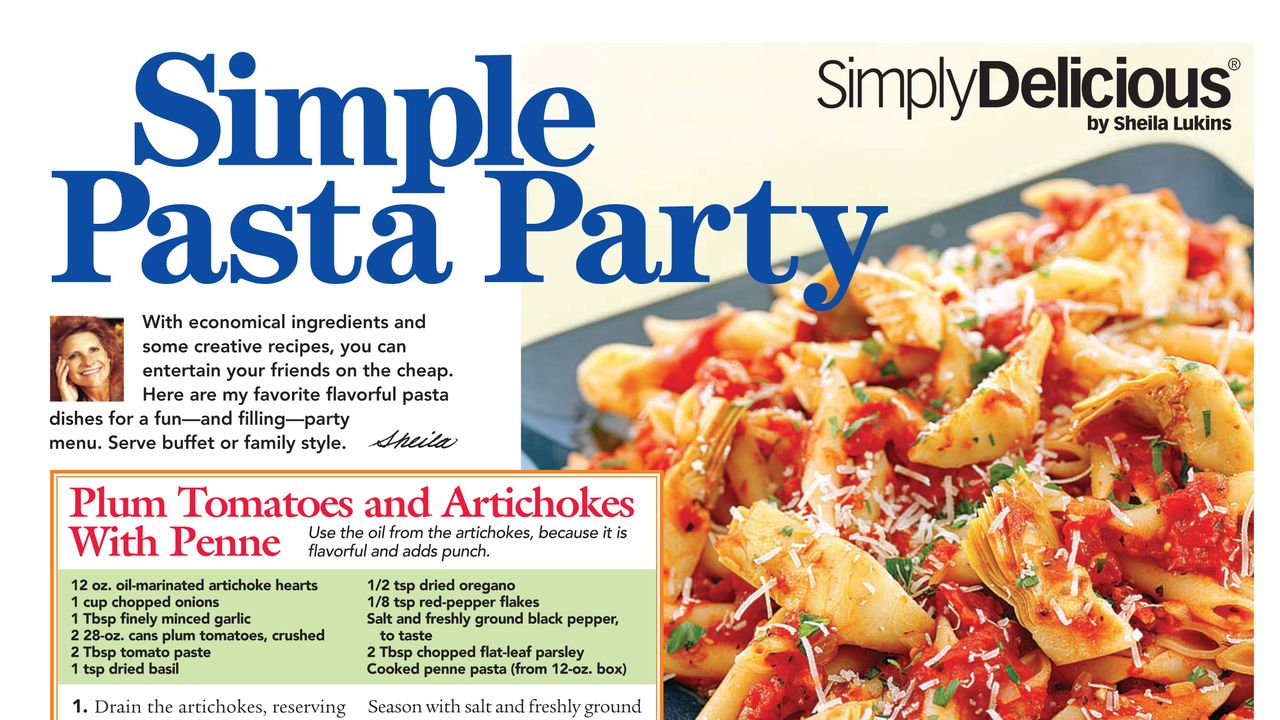 Simple
Pasta Party
SimplyDelicious®
by Sheila Lukins
With economical ingredients and
some creative recipes, you can
entertain your friends on the cheap.
Here are my favorite flavorful pasta
dishes for a fun—and filling—party
menu. Serve buffet or family style.
Sheila
Plum Tomatoes and Artichokes
With Penne
Use the oil from the artichokes, because it is
flavorful and adds punch.
12 oz. oil-marinated artichoke hearts
1 cup chopped onions
1 Tbsp finely minced garlic
2 28-oz. cans plum tomatoes, crushed
2 Tbsp tomato paste
1 tsp dried basil
1/2 tsp dried oregano
1/8 tsp red-pepper flakes
Salt and freshly ground black pepper,
to taste
2 Tbsp chopped flat-leaf parsley
Cooked penne pasta (from 12-oz. box)
1. Drain the artichokes, reserving
Season with salt and freshly ground